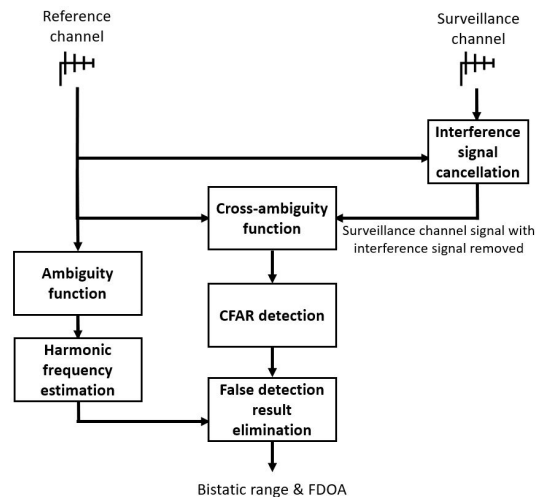 Reference
channel
Surveillance
channel
Interference
signal
cancellation
Cross-ambiguity
function
Surveillance channel signal with
interference signal removed
Ambiguity
function
CFAR detection
Harmonic
frequency
estimation
False detection
result
elimination
Bistatic range & FDOA